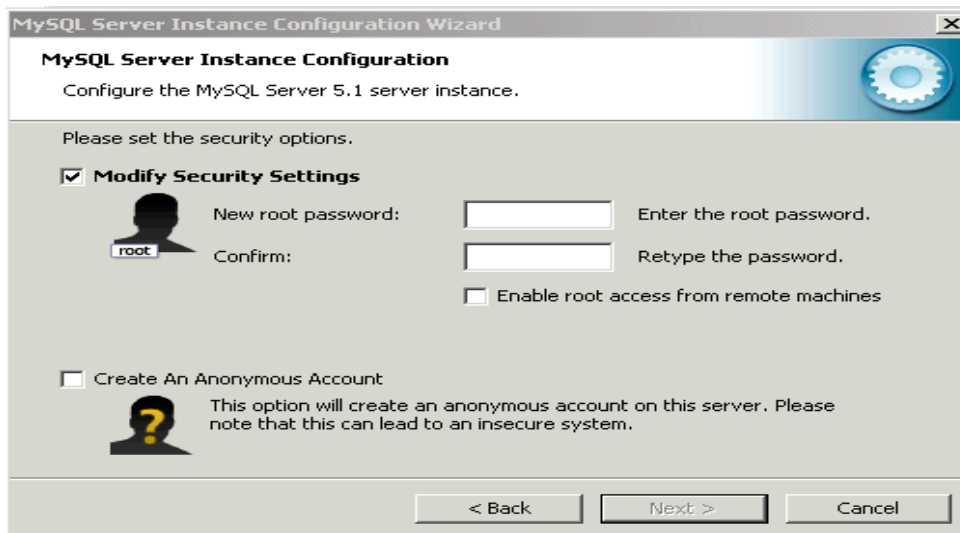 MySQL Server Instance Configuration Wizard
MySQL Server Instance Configuration
Configure the MySQL Server 5.1 server instance.
Please set the security options.
Modify Security Settings
root
New root password:
Enter the root password.
Confirm:
Retype the password.
Enable root access from remote machines
Create An Anonymous Account
This option will create an anonymous account on this server. Please
note that this can lead to an insecure system.
< Back
Next >
Cancel